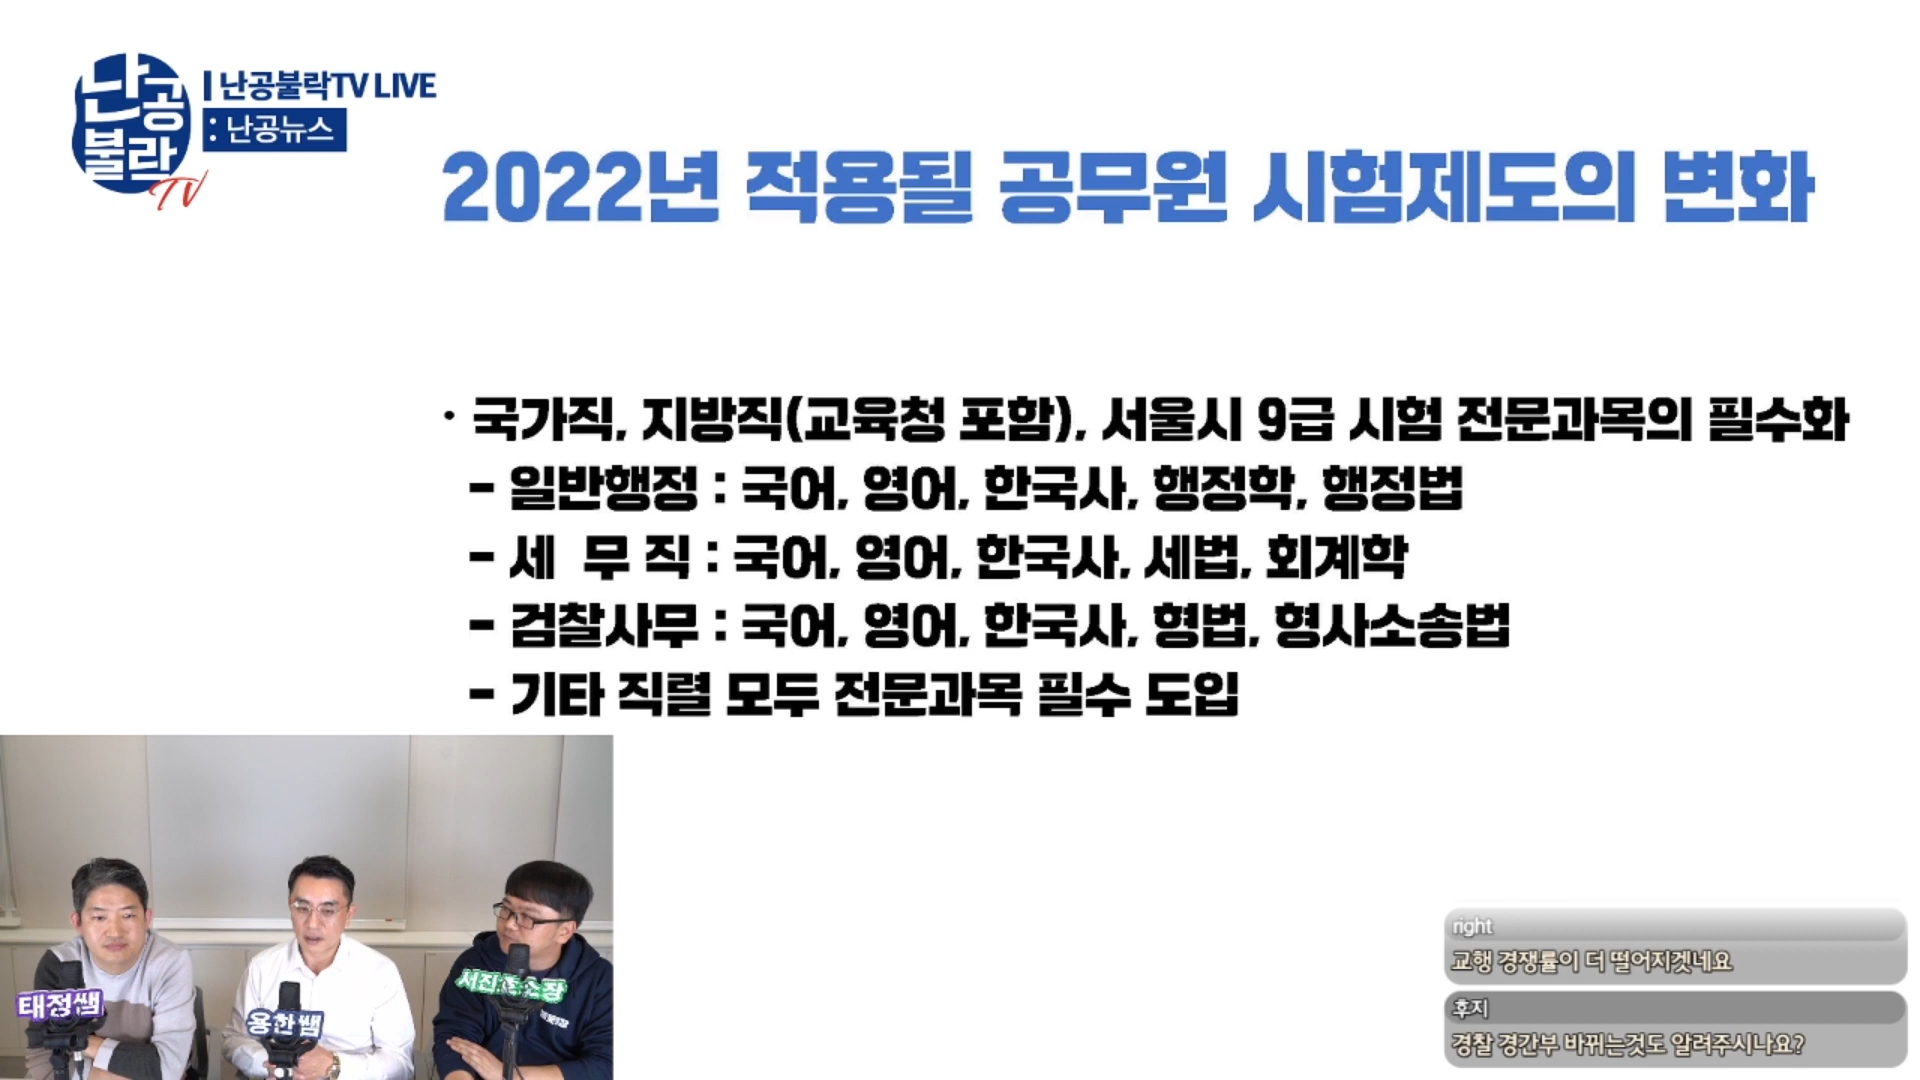 난공불락 TV
난공불락TV LIVE
: 난공뉴스
2022년 적용될 공무원 시험제도의 변화
· 국가직, 지방직(교육청 포함), 서울시 9급 시험 전문과목의 필수화
- 일반행정 : 국어, 영어, 한국사, 행정학, 행정법
- 세 무 직 : 국어, 영어, 한국사, 세법, 회계학
- 검찰사무 : 국어, 영어, 한국사, 형법, 형사소송법
- 기타 직렬 모두 전문과목 필수 도입
태정쌤
용한쌤
right
교행 경쟁률이 더 떨어지겟네요
후지
경찰 경간부 바뀌는것도 알려주시나요?